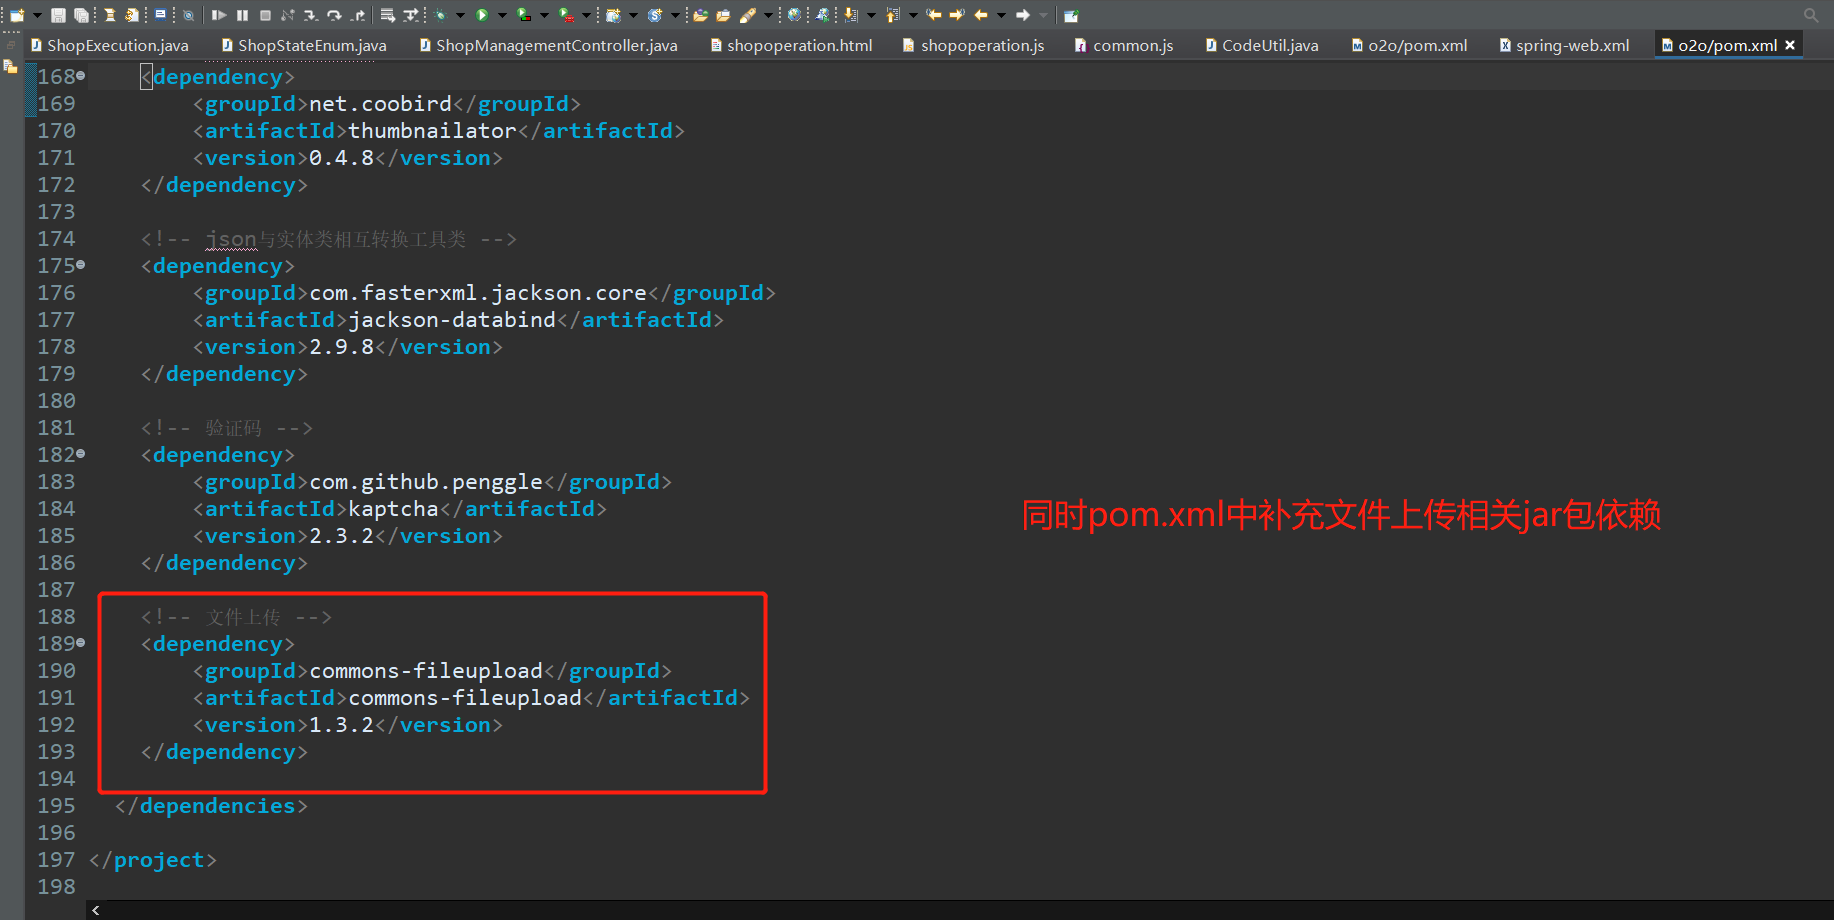 ShopExecution.java ShopStateEnum.java ShopManagementController.java shopoperation.html shopoperation.js common.js CodeUtil.java o2o/pom.xml spring-web.xml o2o/pom.xml
168 <dependency>
169 <groupId>net.coobird</groupId>
170 <artifactId>thumbnailator</artifactId>
171 <version>0.4.8</version>
172 </dependency>
173
174 <!-- json与实体类相互转换工具类 -->
175 <dependency>
176 <groupId>com.fasterxml.jackson.core</groupId>
177 <artifactId>jackson-databind</artifactId>
178 <version>2.9.8</version>
179 </dependency>
180
181 <!-- 验证码 -->
182 <dependency>
183 <groupId>com.github.penggle</groupId>
184 <artifactId>kaptcha</artifactId>
185 <version>2.3.2</version>
186 </dependency>
187
同时pom.xml中补充文件上传相关jar包依赖
188 <!-- 文件上传 -->
189 <dependency>
190 <groupId>commons-fileupload</groupId>
191 <artifactId>commons-fileupload</artifactId>
192 <version>1.3.2</version>
193 </dependency>
194
195 </dependencies>
196
197 </project>
198